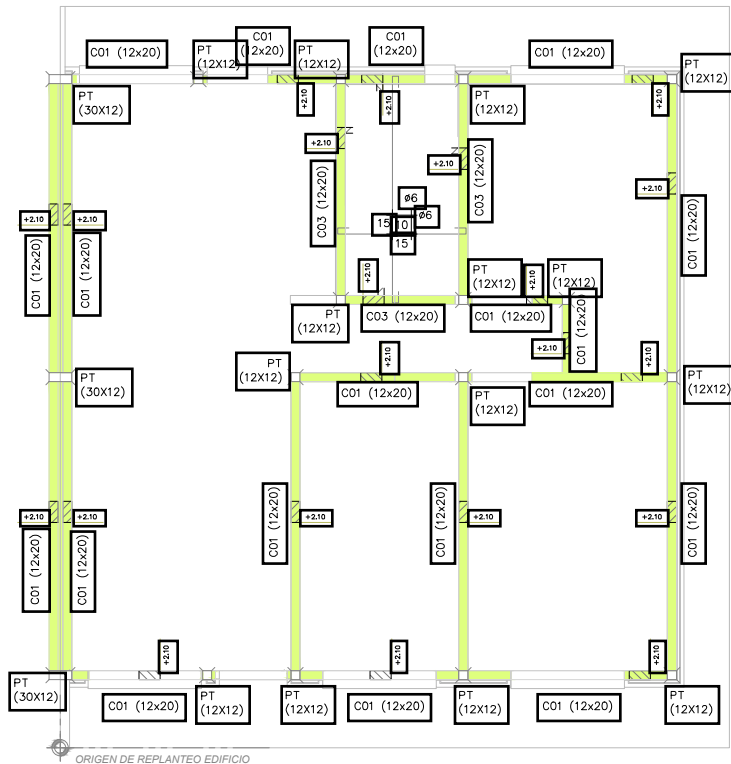 C01 (12x20)
PT
(12X12)
C01
(12x20)
PT
(12X12)
C01
(12x20)
C01 (12x20)
PT
(12X12)
PT
(30X12)
+2.10
+2.10
PT
(12X12)
+2.10
+2.10
+2.10
C03 (12x20)
C03 (12x20)
+2.10
ø6
ø6
15
10
15
+2.10
+2.10
C01 (12x20)
C01 (12x20)
C01 (12x20)
+2.10
PT
(12X12)
+2.10
PT
(12X12)
PT
(12X12)
C03 (12x20)
C01 (12x20)
C01 (12x20)
+2.10
+2.10
+2.10
PT
(30X12)
PT
(12X12)
C01 (12x20)
PT
(12X12)
C01 (12x20)
PT
(12X12)
+2.10
+2.10
C01 (12x20)
C01 (12x20)
C01 (12x20)
+2.10
C01 (12x20)
+2.10
+2.10
C01 (12x20)
+2.10
+2.10
+2.10
PT
(30X12)
C01 (12x20)
PT
(12X12)
PT
(12X12)
C01 (12x20)
PT
(12X12)
C01 (12x20)
PT
(12X12)
ORIGEN DE REPLANTEO EDIFICIO